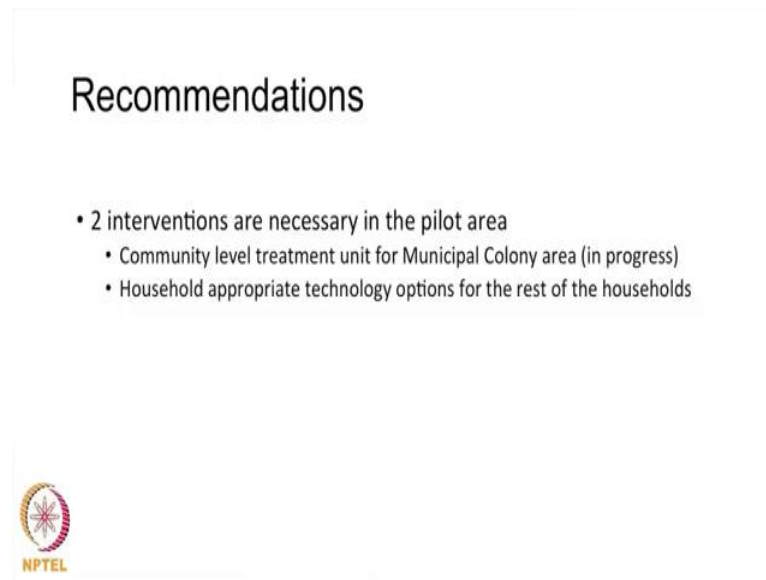 Recommendations
• 2 interventions are necessary in the pilot area
• Community level treatment unit for Municipal Colony area (in progress)
• Household appropriate technology options for the rest of the households
NPTEL